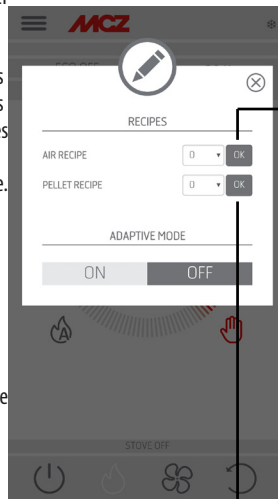 MCZ
RECIPES
AIR RECIPE 0 OK
PELLET RECIPE 0 OK
ADAPTIVE MODE
ON OFF
A
STOVE OFF